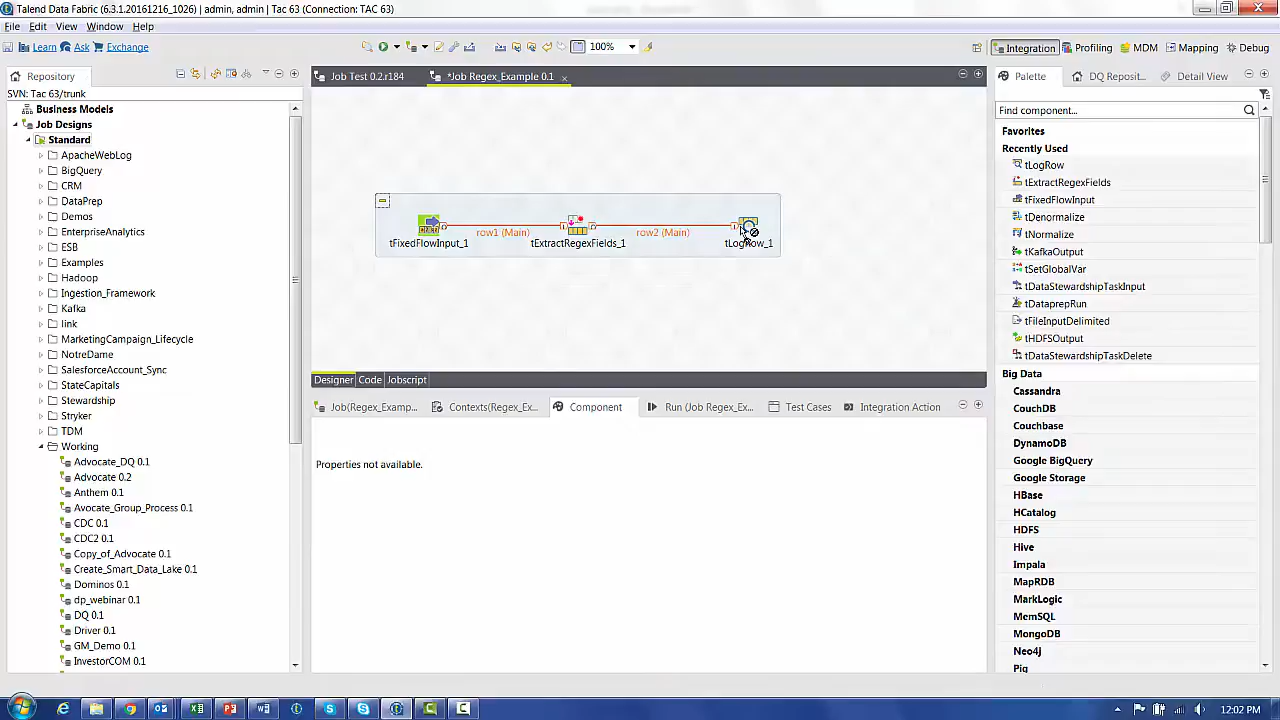 Talend Data Fabric (6.3.1.20161216_1026) | admin, admin | Tac 63 (Connection: TAC 63)
File Edit View Window Help
Learn Ask Exchange
100%
Integration Profiling MDM Mapping Debug
Repository
SVN: Tac 63/trunk
Business Models
Job Designs
Standard
ApacheWebLog
BigQuery
CRM
DataPrep
Demos
EnterpriseAnalytics
ESB
Examples
Hadoop
Ingestion_Framework
Kafka
link
MarketingCampaign_Lifecycle
NotreDame
SalesforceAccount_Sync
StateCapitals
Stewardship
Stryker
TDM
Working
Advocate_DQ 0.1
Advocate 0.2
Anthem 0.1
Avocate_Group_Process 0.1
CDC 0.1
CDC2 0.1
Copy_of_Advocate 0.1
Create_Smart_Data_Lake 0.1
Dominos 0.1
dp_webinar 0.1
DQ 0.1
Driver 0.1
GM_Demo 0.1
InvestorCOM 0.1
Job Test 0.2.r184
*Job Regex_Example 0.1
row1 (Main)
row2 (Main)
tFixedFlowInput_1
tExtractRegexFields_1
tLogRow_1
Designer Code Jobscript
Job(Regex_Examp...
Contexts(Regex_Ex...
Component
Run (Job Regex_Ex...
Test Cases
Integration Action
Properties not available.
Palette
DQ Reposit...
Detail View
Find component...
Favorites
Recently Used
tLogRow
tExtractRegexFields
tFixedFlowInput
tDenormalize
tNormalize
tKafkaOutput
tSetGlobalVar
tDataStewardshipTaskInput
tDataprepRun
tFileInputDelimited
tHDFSOutput
tDataStewardshipTaskDelete
Big Data
Cassandra
CouchDB
Couchbase
DynamoDB
Google BigQuery
Google Storage
HBase
HCatalog
HDFS
Hive
Impala
MapRDB
MarkLogic
MemSQL
MongoDB
Neo4j
Pig
12:02 PM